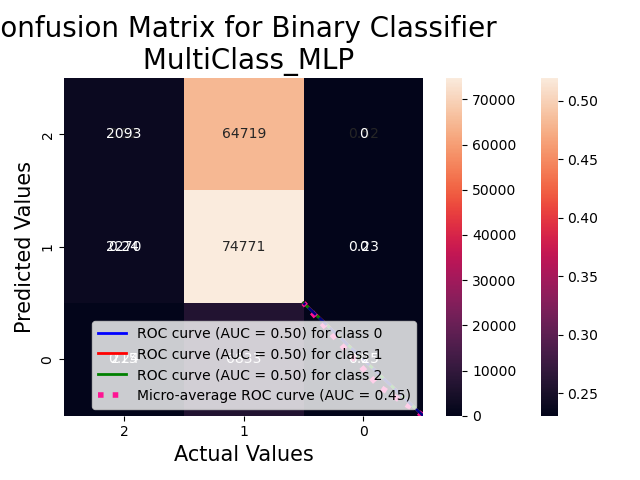 onfusion Matrix for Binary Classifier
MultiClass_MLP
2093 64719 0
74771
ROC curve (AUC = 0.50) for class 0
ROC curve (AUC = 0.50) for class 1
ROC curve (AUC = 0.50) for class 2
Micro-average ROC curve (AUC = 0.45)
2
1
0
Predicted Values
2 1 0
Actual Values
70000
60000
50000
40000
30000
20000
10000
0
0.50
0.45
0.40
0.35
0.30
0.25